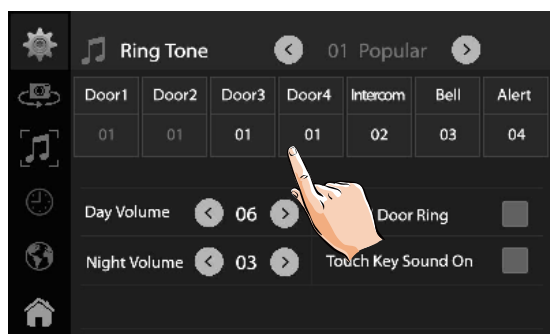 Ring Tone 01 Popular
Door1 Door2 Door3 Door4 Intercom Bell Alert
01 01 01 01 02 03 04
Day Volume 06 Door Ring
Night Volume 03 Touch Key Sound On